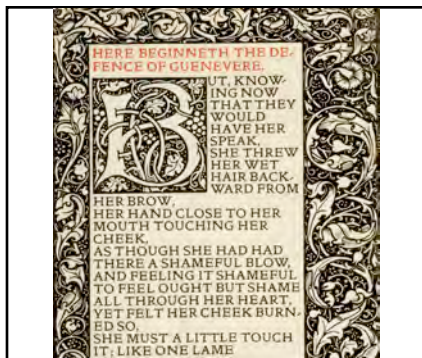 HERE BEGINNETH THE DE-
FENCE OF GUENEVERE.
BUT, KNOW-
ING NOW
THAT THEY
WOULD
HAVE HER
SPEAK,
SHE THREW
HER WET
HAIR BACK-
WARD FROM
HER BROW,
HER HAND CLOSE TO HER
MOUTH TOUCHING HER
CHEEK,
AS THOUGH SHE HAD HAD
THERE A SHAMEFUL BLOW,
AND FEELING IT SHAMEFUL
TO FEEL OUGHT BUT SHAME
ALL THROUGH HER HEART,
YET FELT HER CHEEK BURN-
ED SO,
SHE MUST A LITTLE TOUCH
IT; LIKE ONE LAME